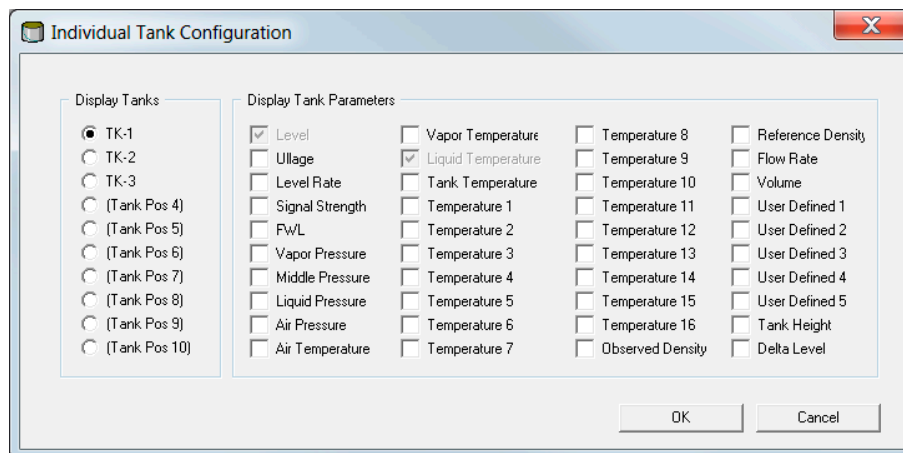 Individual Tank Configuration
Display Tanks
TK-1
TK-2
TK-3
(Tank Pos 4)
(Tank Pos 5)
(Tank Pos 6)
(Tank Pos 7)
(Tank Pos 8)
(Tank Pos 9)
(Tank Pos 10)
Display Tank Parameters
Level
Ullage
Level Rate
Signal Strength
FWL
Vapor Pressure
Middle Pressure
Liquid Pressure
Air Pressure
Air Temperature
Vapor Temperature
Liquid Temperature
Tank Temperature
Temperature 1
Temperature 2
Temperature 3
Temperature 4
Temperature 5
Temperature 6
Temperature 7
Temperature 8
Temperature 9
Temperature 10
Temperature 11
Temperature 12
Temperature 13
Temperature 14
Temperature 15
Temperature 16
Observed Density
Reference Density
Flow Rate
Volume
User Defined 1
User Defined 2
User Defined 3
User Defined 4
User Defined 5
Tank Height
Delta Level
OK
Cancel